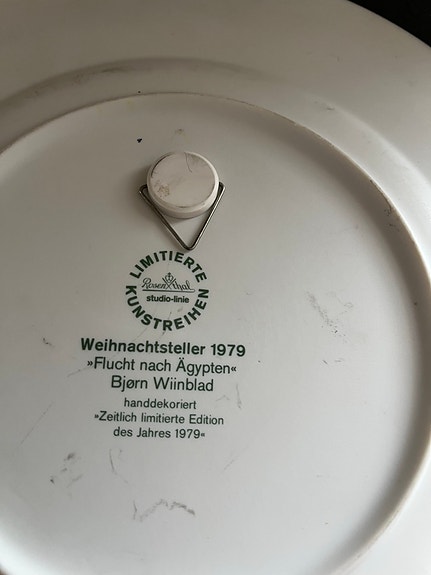 LIMITIERTE
Rosenthal
studio-linie
KUNSTREIHEN
Weihnachtsteller 1979
»Flucht nach Ägypten«
Bjørn Wiinblad
handdekoriert
»Zeitlich limitierte Edition
des Jahres 1979«